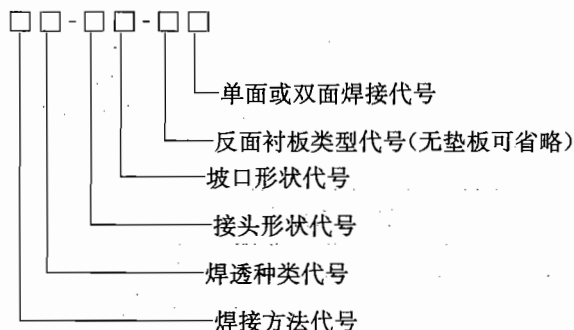 □□-□□-□□
单面或双面焊接代号
反面衬板类型代号(无垫板可省略)
坡口形状代号
接头形状代号
焊透种类代号
焊接方法代号